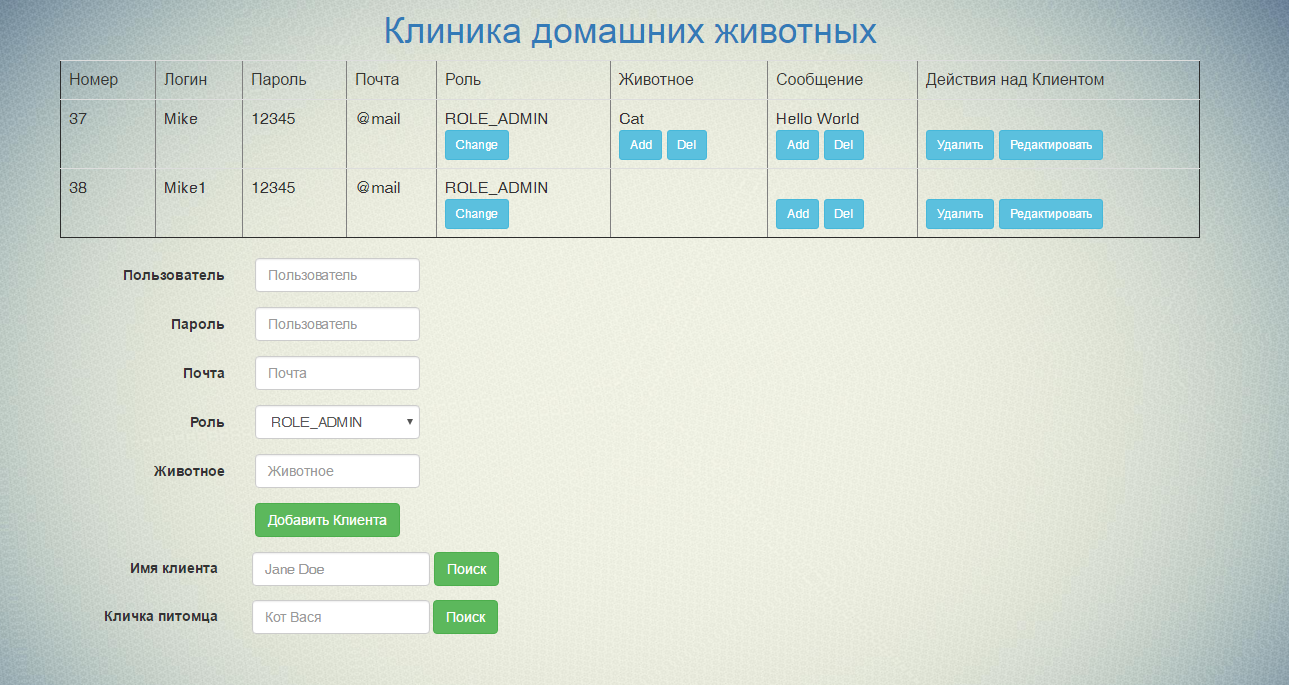 Клиника домашних животных
Номер Логин Пароль Почта Роль Животное Сообщение Действия над Клиентом
37 Mike 12345 @mail ROLE_ADMIN Cat Hello World
Change Add Del Add Del Удалить Редактировать
38 Mike1 12345 @mail ROLE_ADMIN
Change Add Del Удалить Редактировать
Пользователь Пользователь
Пароль Пользователь
Почта Почта
Роль ROLE_ADMIN
Животное Животное
Добавить Клиента
Имя клиента Jane Doe Поиск
Кличка питомца Кот Вася Поиск